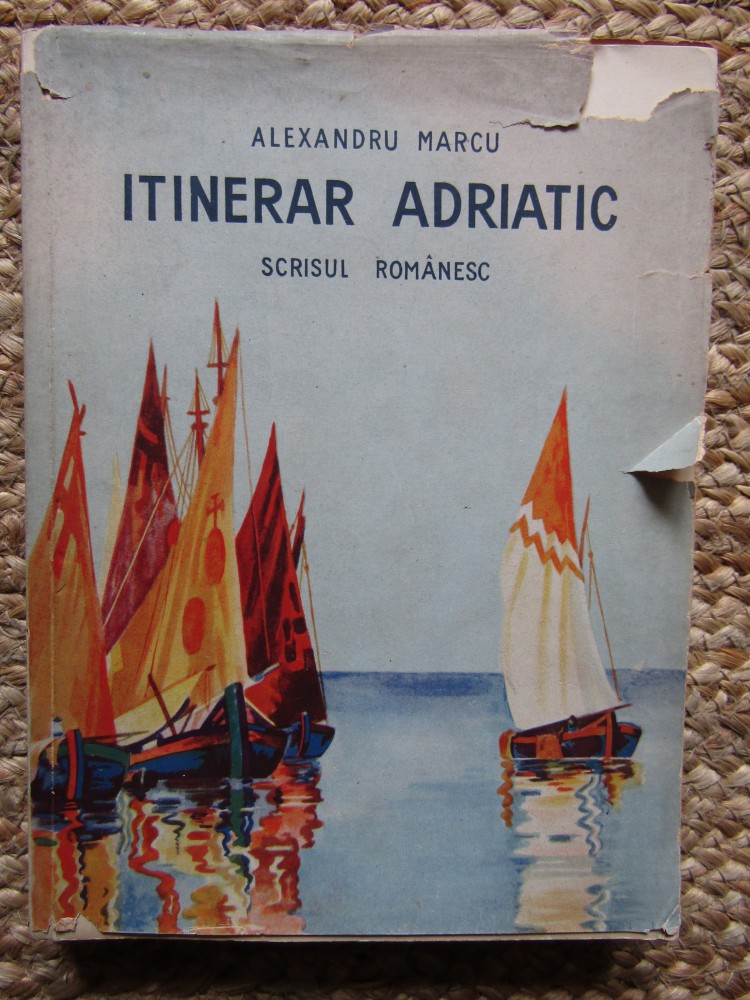 ALEXANDRU MARCU
ITINERAR ADRIATIC
SCRISUL ROMÂNESC